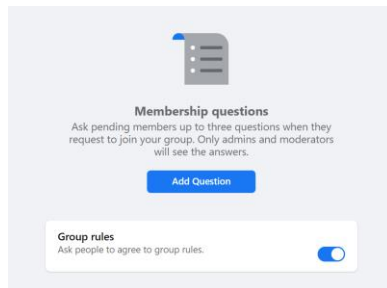 Membership questions
Ask pending members up to three questions when they
request to join your group. Only admins and moderators
will see the answers.
Add Question
Group rules
Ask people to agree to group rules.